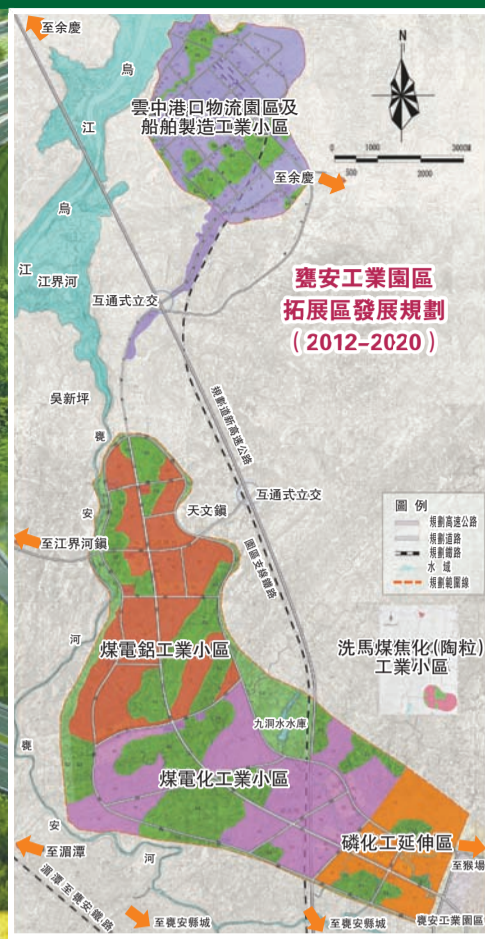 至余慶
N
烏
江
雲中港口物流園區及
船舶製造工業小區
0 1000 3000M
500 2000
至余慶
烏
江
江界河
甕安工業園區
拓展區發展規劃
（2012–2020）
互通式立交
吳新坪
規劃道新高速公路
甕
安
河
天文鎮
互通式立交
至江界河鎮
園區支線鐵路
圖例
規劃高速公路
規劃道路
規劃鐵路
水域
規劃範圍線
煤電鋁工業小區
洗馬煤焦化(陶粒)
工業小區
九洞水水庫
煤電化工業小區
甕
安
河
磷化工延伸區
至湄潭
至猴場
湄潭至甕安鐵路
至甕安縣城
至甕安縣城
甕安工業園區